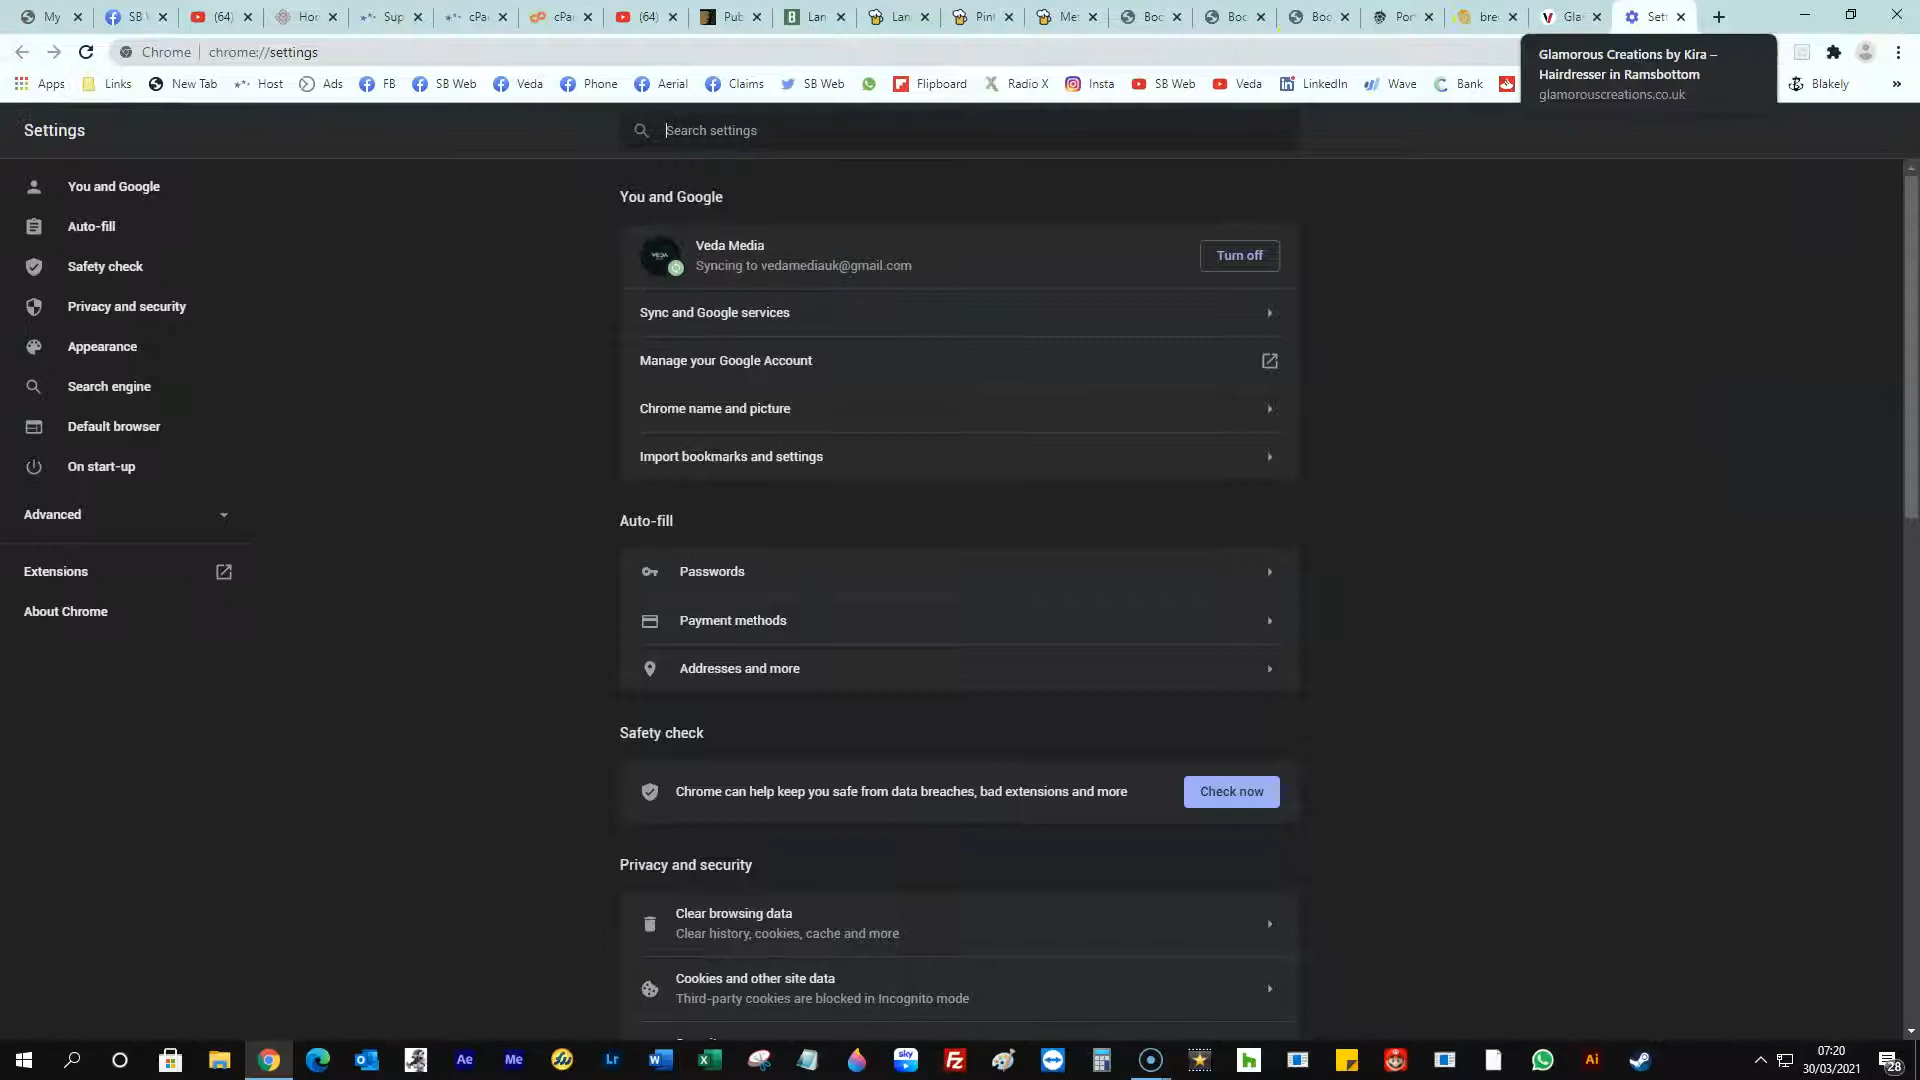 My
SB
(64)
Hos
Sup
cPa
cPa
(64)
Pub
Lan
Lan
Pin
Me
Boo
Boo
Boo
Por
bre
Gla
Sett
Chrome | chrome://settings
Glamorous Creations by Kira –
Hairdresser in Ramsbottom
glamorouscreations.co.uk
Apps Links New Tab Host Ads FB SB Web Veda Phone Aerial Claims SB Web Flipboard Radio X Insta SB Web Veda LinkedIn Wave Bank Blakely »
Settings
Search settings
You and Google
Auto-fill
Safety check
Privacy and security
Appearance
Search engine
Default browser
On start-up
Advanced
Extensions
About Chrome
You and Google
VEDA
Veda Media
Syncing to vedamediauk@gmail.com
Turn off
Sync and Google services
Manage your Google Account
Chrome name and picture
Import bookmarks and settings
Auto-fill
Passwords
Payment methods
Addresses and more
Safety check
Chrome can help keep you safe from data breaches, bad extensions and more
Check now
Privacy and security
Clear browsing data
Clear history, cookies, cache and more
Cookies and other site data
Third-party cookies are blocked in Incognito mode
Ae
Me
Lr
sky
Ai
07:20
30/03/2021
28